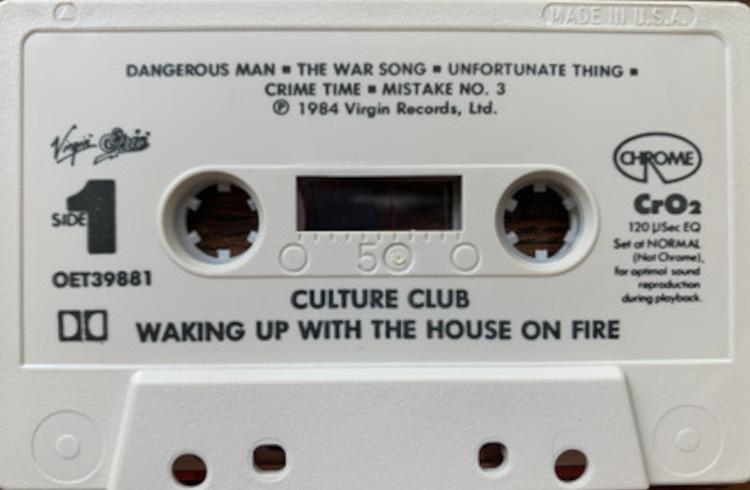 MADE IN U.S.A.
DANGEROUS MAN ▪ THE WAR SONG ▪ UNFORTUNATE THING ▪
CRIME TIME ▪ MISTAKE NO. 3
℗ 1984 Virgin Records, Ltd.
Virgin Epic
SIDE 1
OET39881
CHROME
CrO2
120 µSec EQ
Set at NORMAL
(Not Chrome),
for optimal sound
reproduction
during playback.
50
CULTURE CLUB
WAKING UP WITH THE HOUSE ON FIRE